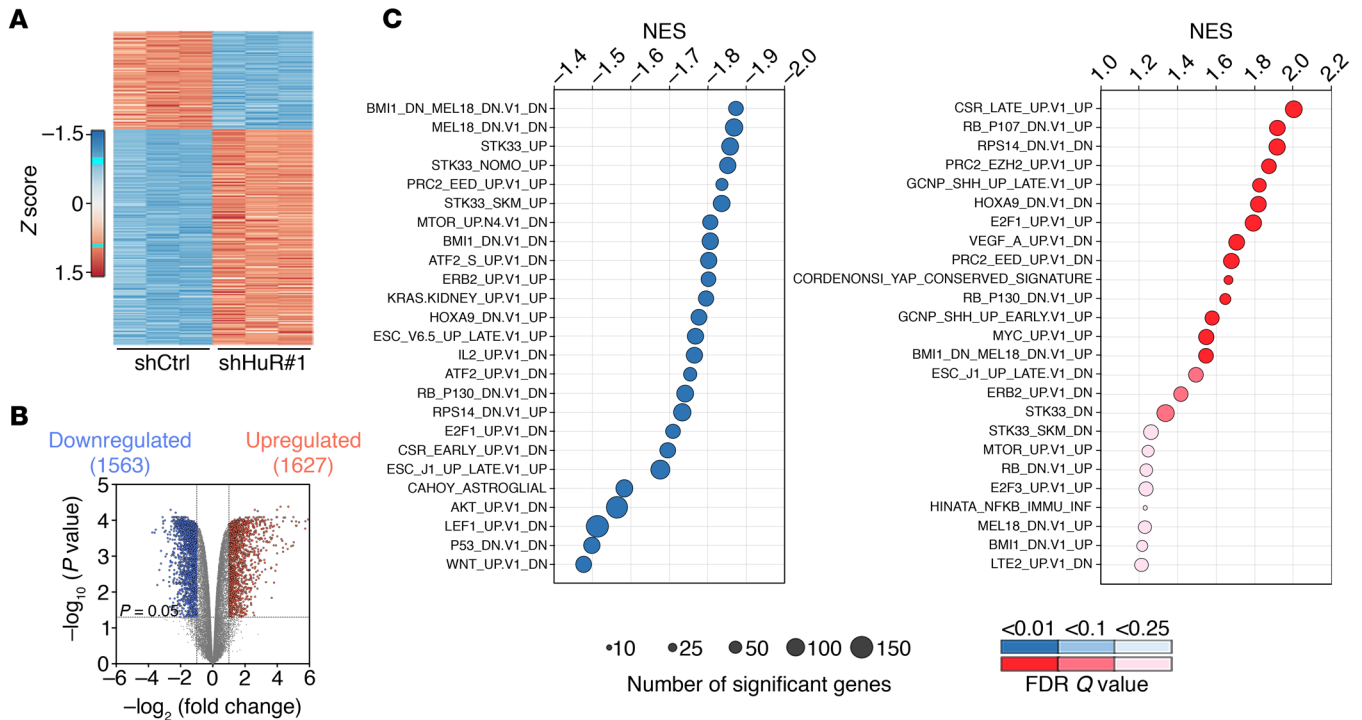 A
−1.5
0
1.5
Z score
shCtrl
shHuR#1
B
Downregulated
(1563)
Upregulated
(1627)
5
4
3
2
1
0
P = 0.05
−log10 (P value)
−6 −4 −2 0 2 4 6
−log2 (fold change)
C
NES
−1.4 −1.5 −1.6 −1.7 −1.7 −1.8 −1.9 −2.0
BMI1_DN_MEL18_DN.V1_DN
MEL18_DN.V1_DN
STK33_UP
STK33_NOMO_UP
PRC2_EED_UP.V1_UP
STK33_SKM_UP
MTOR_UP.N4.V1_DN
BMI1_DN.V1_DN
ATF2_S_UP.V1_DN
ERB2_UP.V1_UP
KRAS.KIDNEY_UP.V1_UP
HOXA9_DN.V1_UP
ESC_V6.5_UP_LATE.V1_UP
IL2_UP.V1_DN
ATF2_UP.V1_DN
RB_P130_DN.V1_DN
RPS14_DN.V1_UP
E2F1_UP.V1_DN
CSR_EARLY_UP.V1_DN
ESC_J1_UP_LATE.V1_UP
CAHOY_ASTROGLIAL
AKT_UP.V1_DN
LEF1_UP.V1_DN
P53_DN.V1_DN
WNT_UP.V1_DN
NES
1.0 1.2 1.4 1.6 1.8 2.0 2.2
CSR_LATE_UP.V1_UP
RB_P107_DN.V1_UP
RPS14_DN.V1_DN
PRC2_EZH2_UP.V1_UP
GCNP_SHH_UP_LATE.V1_UP
HOXA9_DN.V1_DN
E2F1_UP.V1_UP
VEGF_A_UP.V1_DN
PRC2_EED_UP.V1_DN
CORDENONSI_YAP_CONSERVED_SIGNATURE
RB_P130_DN.V1_UP
GCNP_SHH_UP_EARLY.V1_UP
MYC_UP.V1_UP
BMI1_DN_MEL18_DN.V1_UP
ESC_J1_UP_LATE.V1_DN
ERB2_UP.V1_DN
STK33_DN
STK33_SKM_DN
MTOR_UP.V1_UP
RB_DN.V1_UP
E2F3_UP.V1_UP
HINATA_NFKB_IMMU_INF
MEL18_DN.V1_UP
BMI1_DN.V1_UP
LTE2_UP.V1_DN
10 25 50 100 150
Number of significant genes
<0.01 <0.1 <0.25
FDR Q value